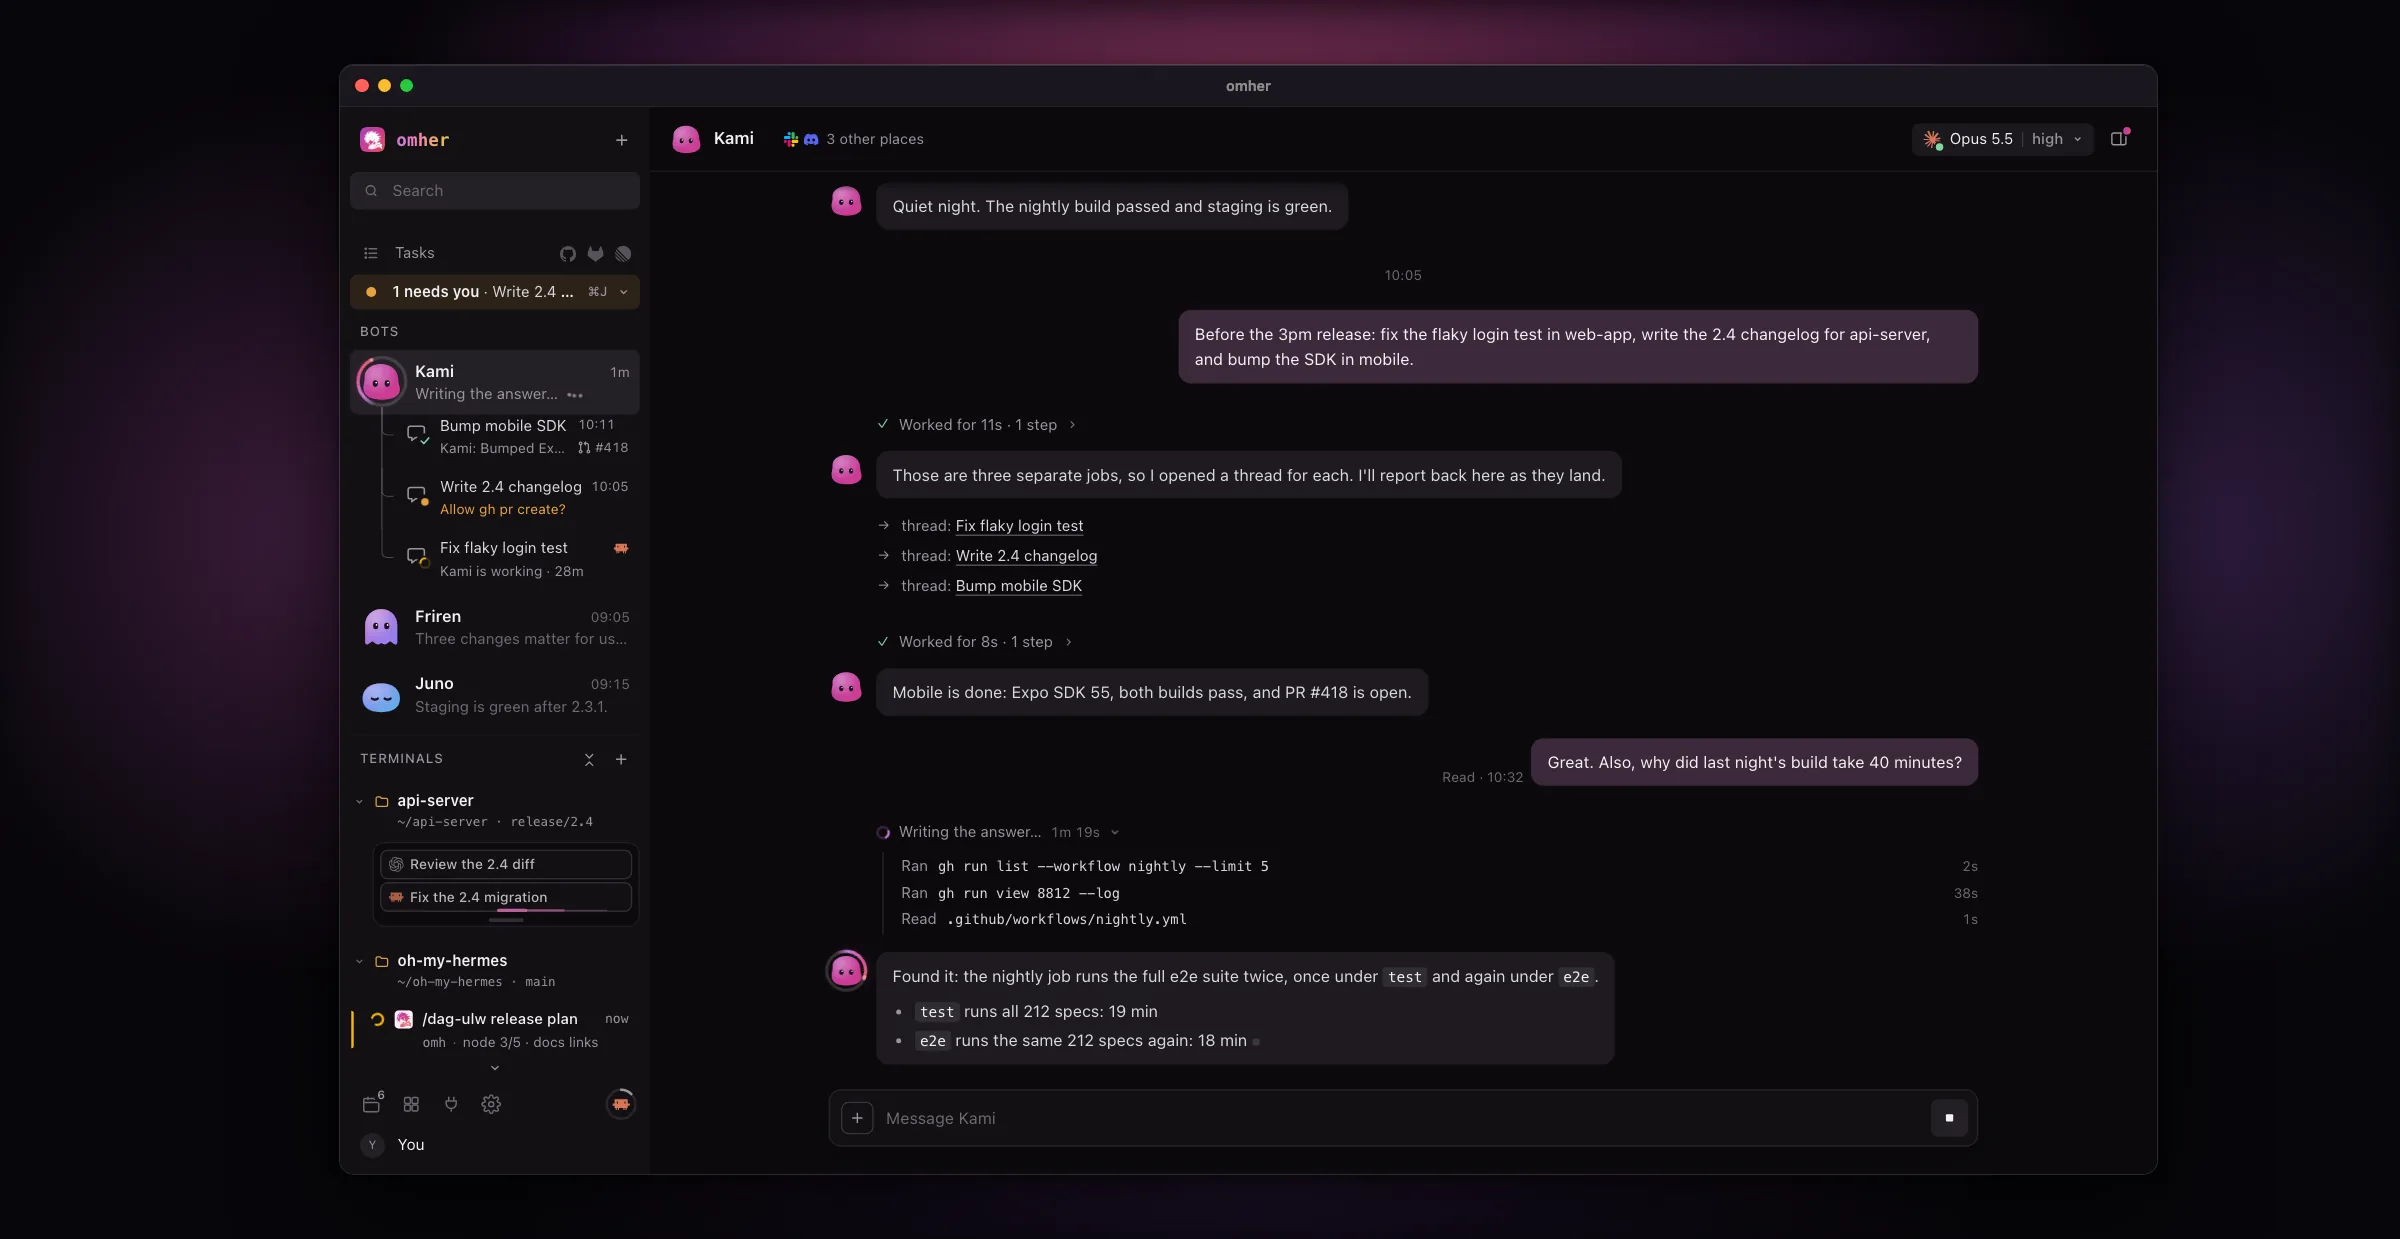 omher
omher
Search
Tasks
1 needs you · Write 2.4 ... ⌘J
BOTS
Kami 1m
Writing the answer...
Bump mobile SDK 10:11
Kami: Bumped Ex... #418
Write 2.4 changelog 10:05
Allow gh pr create?
Fix flaky login test
Kami is working · 28m
Friren 09:05
Three changes matter for us...
Juno 09:15
Staging is green after 2.3.1.
TERMINALS
api-server
~/api-server · release/2.4
Review the 2.4 diff
Fix the 2.4 migration
oh-my-hermes
~/oh-my-hermes · main
/dag-ulw release plan now
omh · node 3/5 · docs links
6
Y You
Kami 3 other places
Opus 5.5 high
Quiet night. The nightly build passed and staging is green.
10:05
Before the 3pm release: fix the flaky login test in web-app, write the 2.4 changelog for api-server,
and bump the SDK in mobile.
Worked for 11s · 1 step
Those are three separate jobs, so I opened a thread for each. I'll report back here as they land.
thread: Fix flaky login test
thread: Write 2.4 changelog
thread: Bump mobile SDK
Worked for 8s · 1 step
Mobile is done: Expo SDK 55, both builds pass, and PR #418 is open.
Great. Also, why did last night's build take 40 minutes?
Read · 10:32
Writing the answer... 1m 19s
Ran gh run list --workflow nightly --limit 5 2s
Ran gh run view 8812 --log 38s
Read .github/workflows/nightly.yml 1s
Found it: the nightly job runs the full e2e suite twice, once under test and again under e2e.
• test runs all 212 specs: 19 min
• e2e runs the same 212 specs again: 18 min
Message Kami